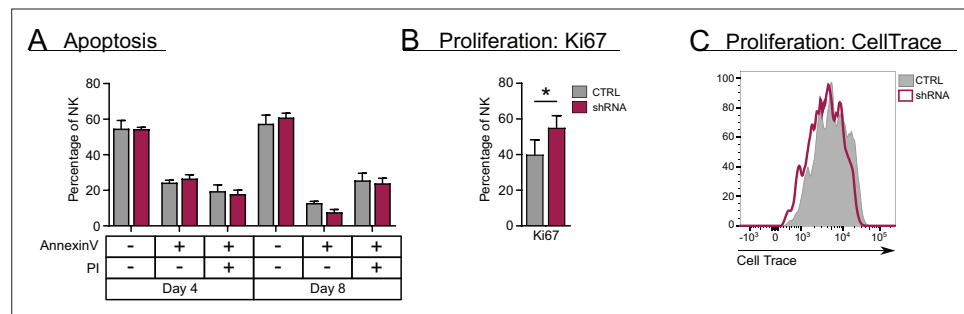 A Apoptosis
Percentage of NK
80
60
40
20
0
AnnexinV - + + - + +
PI - - + - - +
Day 4 Day 8
B Proliferation: Ki67
Percentage of NK
80
60
40
20
0
*
CTRL
shRNA
Ki67
C Proliferation: CellTrace
CTRL
shRNA
100
80
60
40
20
0
-10³ 0 10³ 10⁴ 10⁵
Cell Trace